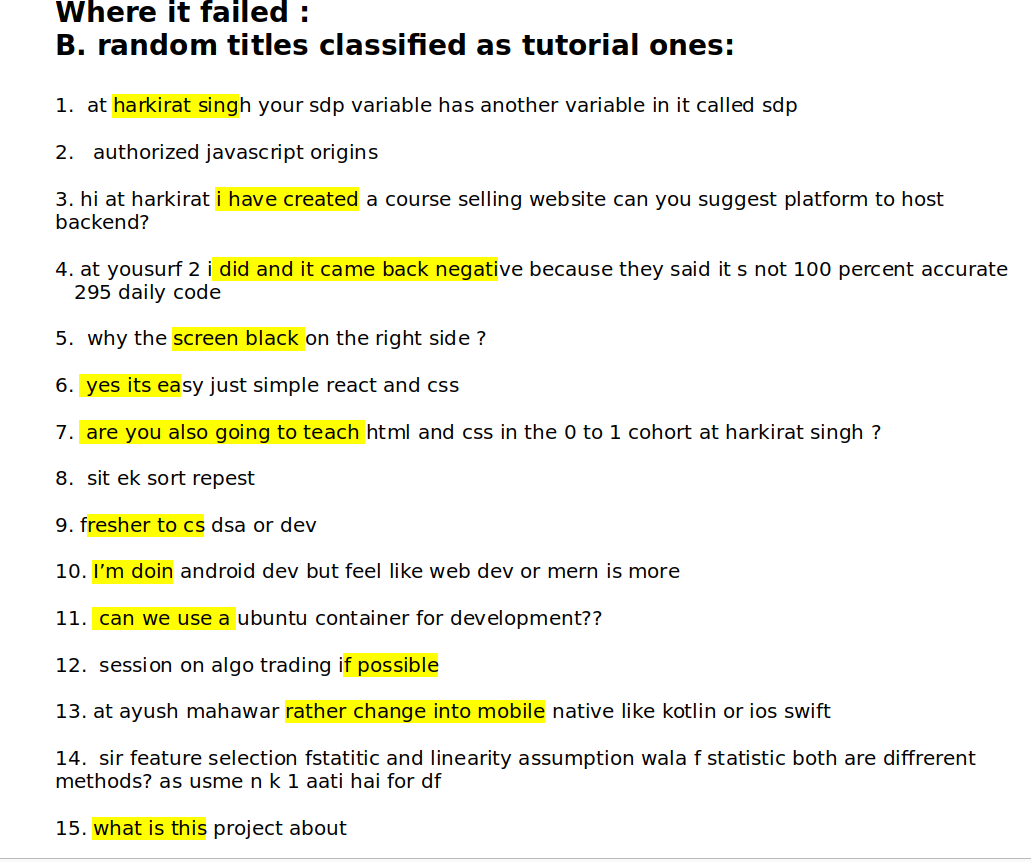 Where it failed :
B. random titles classified as tutorial ones:
1. at harkirat singh your sdp variable has another variable in it called sdp
2. authorized javascript origins
3. hi at harkirat i have created a course selling website can you suggest platform to host
backend?
4. at yousurf 2 i did and it came back negative because they said it s not 100 percent accurate
295 daily code
5. why the screen black on the right side ?
6. yes its easy just simple react and css
7. are you also going to teach html and css in the 0 to 1 cohort at harkirat singh ?
8. sit ek sort repest
9. fresher to cs dsa or dev
10. I’m doin android dev but feel like web dev or mern is more
11. can we use a ubuntu container for development??
12. session on algo trading if possible
13. at ayush mahawar rather change into mobile native like kotlin or ios swift
14. sir feature selection fstatitic and linearity assumption wala f statistic both are diffrerent
methods? as usme n k 1 aati hai for df
15. what is this project about